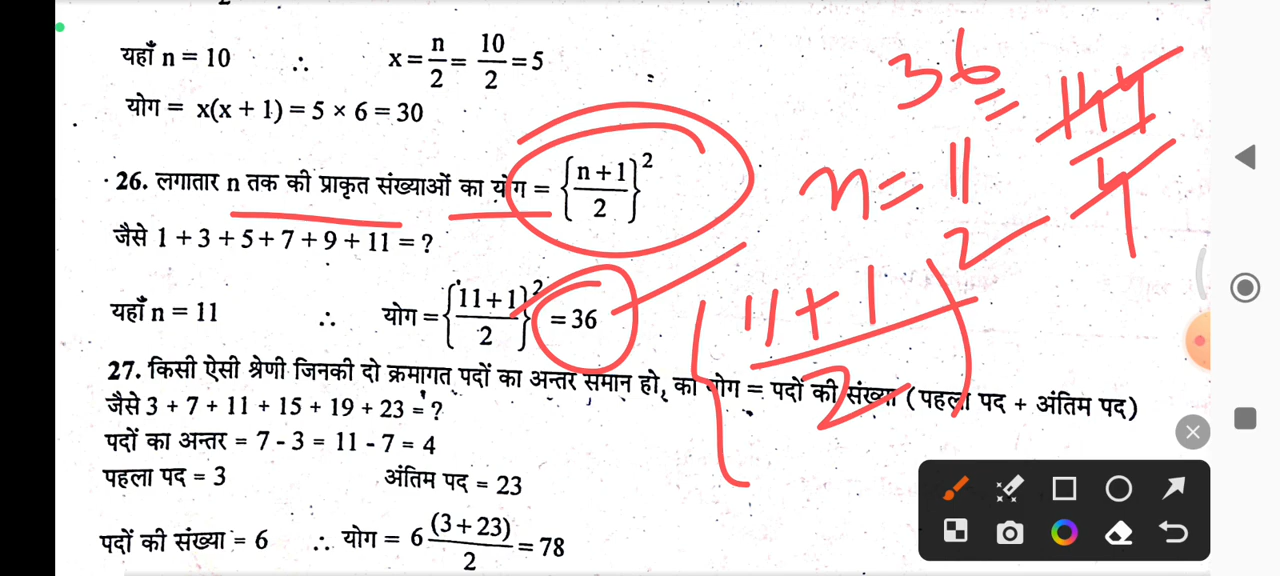 यहाँ n = 10 ∴ x = n/2 = 10/2 = 5
योग = x(x + 1) = 5 × 6 = 30
36
144/4
26. लगातार n तक की प्राकृत संख्याओं का योग = {n+1/2}²
n = 11
जैसे 1 + 3 + 5 + 7 + 9 + 11 = ?
2
यहाँ n = 11 ∴ योग = {11+1/2}² = 36
{11+1/2)
27. किसी ऐसी श्रेणी जिनकी दो क्रमागत पदों का अन्तर समान हो, का योग = पदों की संख्या (पहला पद + अंतिम पद)
जैसे 3 + 7 + 11 + 15 + 19 + 23 = ?
पदों का अन्तर = 7 - 3 = 11 - 7 = 4
पहला पद = 3 अंतिम पद = 23
पदों की संख्या = 6 ∴ योग = 6 (3 + 23)/2 = 78